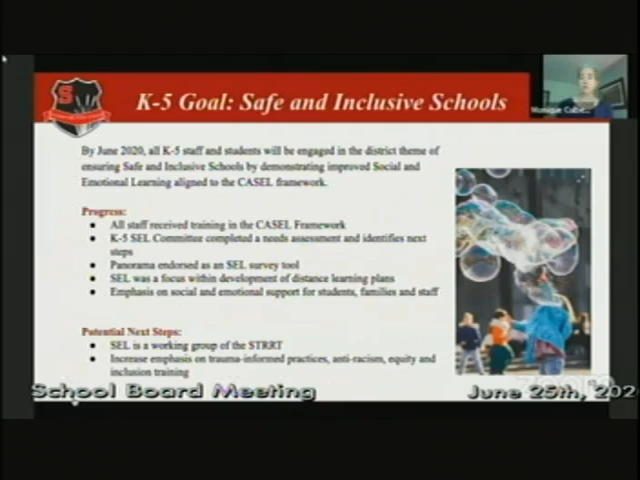 K-5 Goal: Safe and Inclusive Schools
S
By June 2020, all K-5 staff and students will be engaged in the district theme of
ensuring Safe and Inclusive Schools by demonstrating improved Social and
Emotional Learning aligned to the CASEL framework.
Progress:
● All staff received training in the CASEL Framework
● K-5 SEL Committee completed a needs assessment and identifies next
steps
● Panorama endorsed as an SEL survey tool
● SEL was a focus within development of distance learning plans
● Emphasis on social and emotional support for students, families and staff
Potential Next Steps:
● SEL is a working group of the STRRT
● Increase emphasis on trauma-informed practices, anti-racism, equity and
inclusion training
School Board Meeting
June 25th, 202